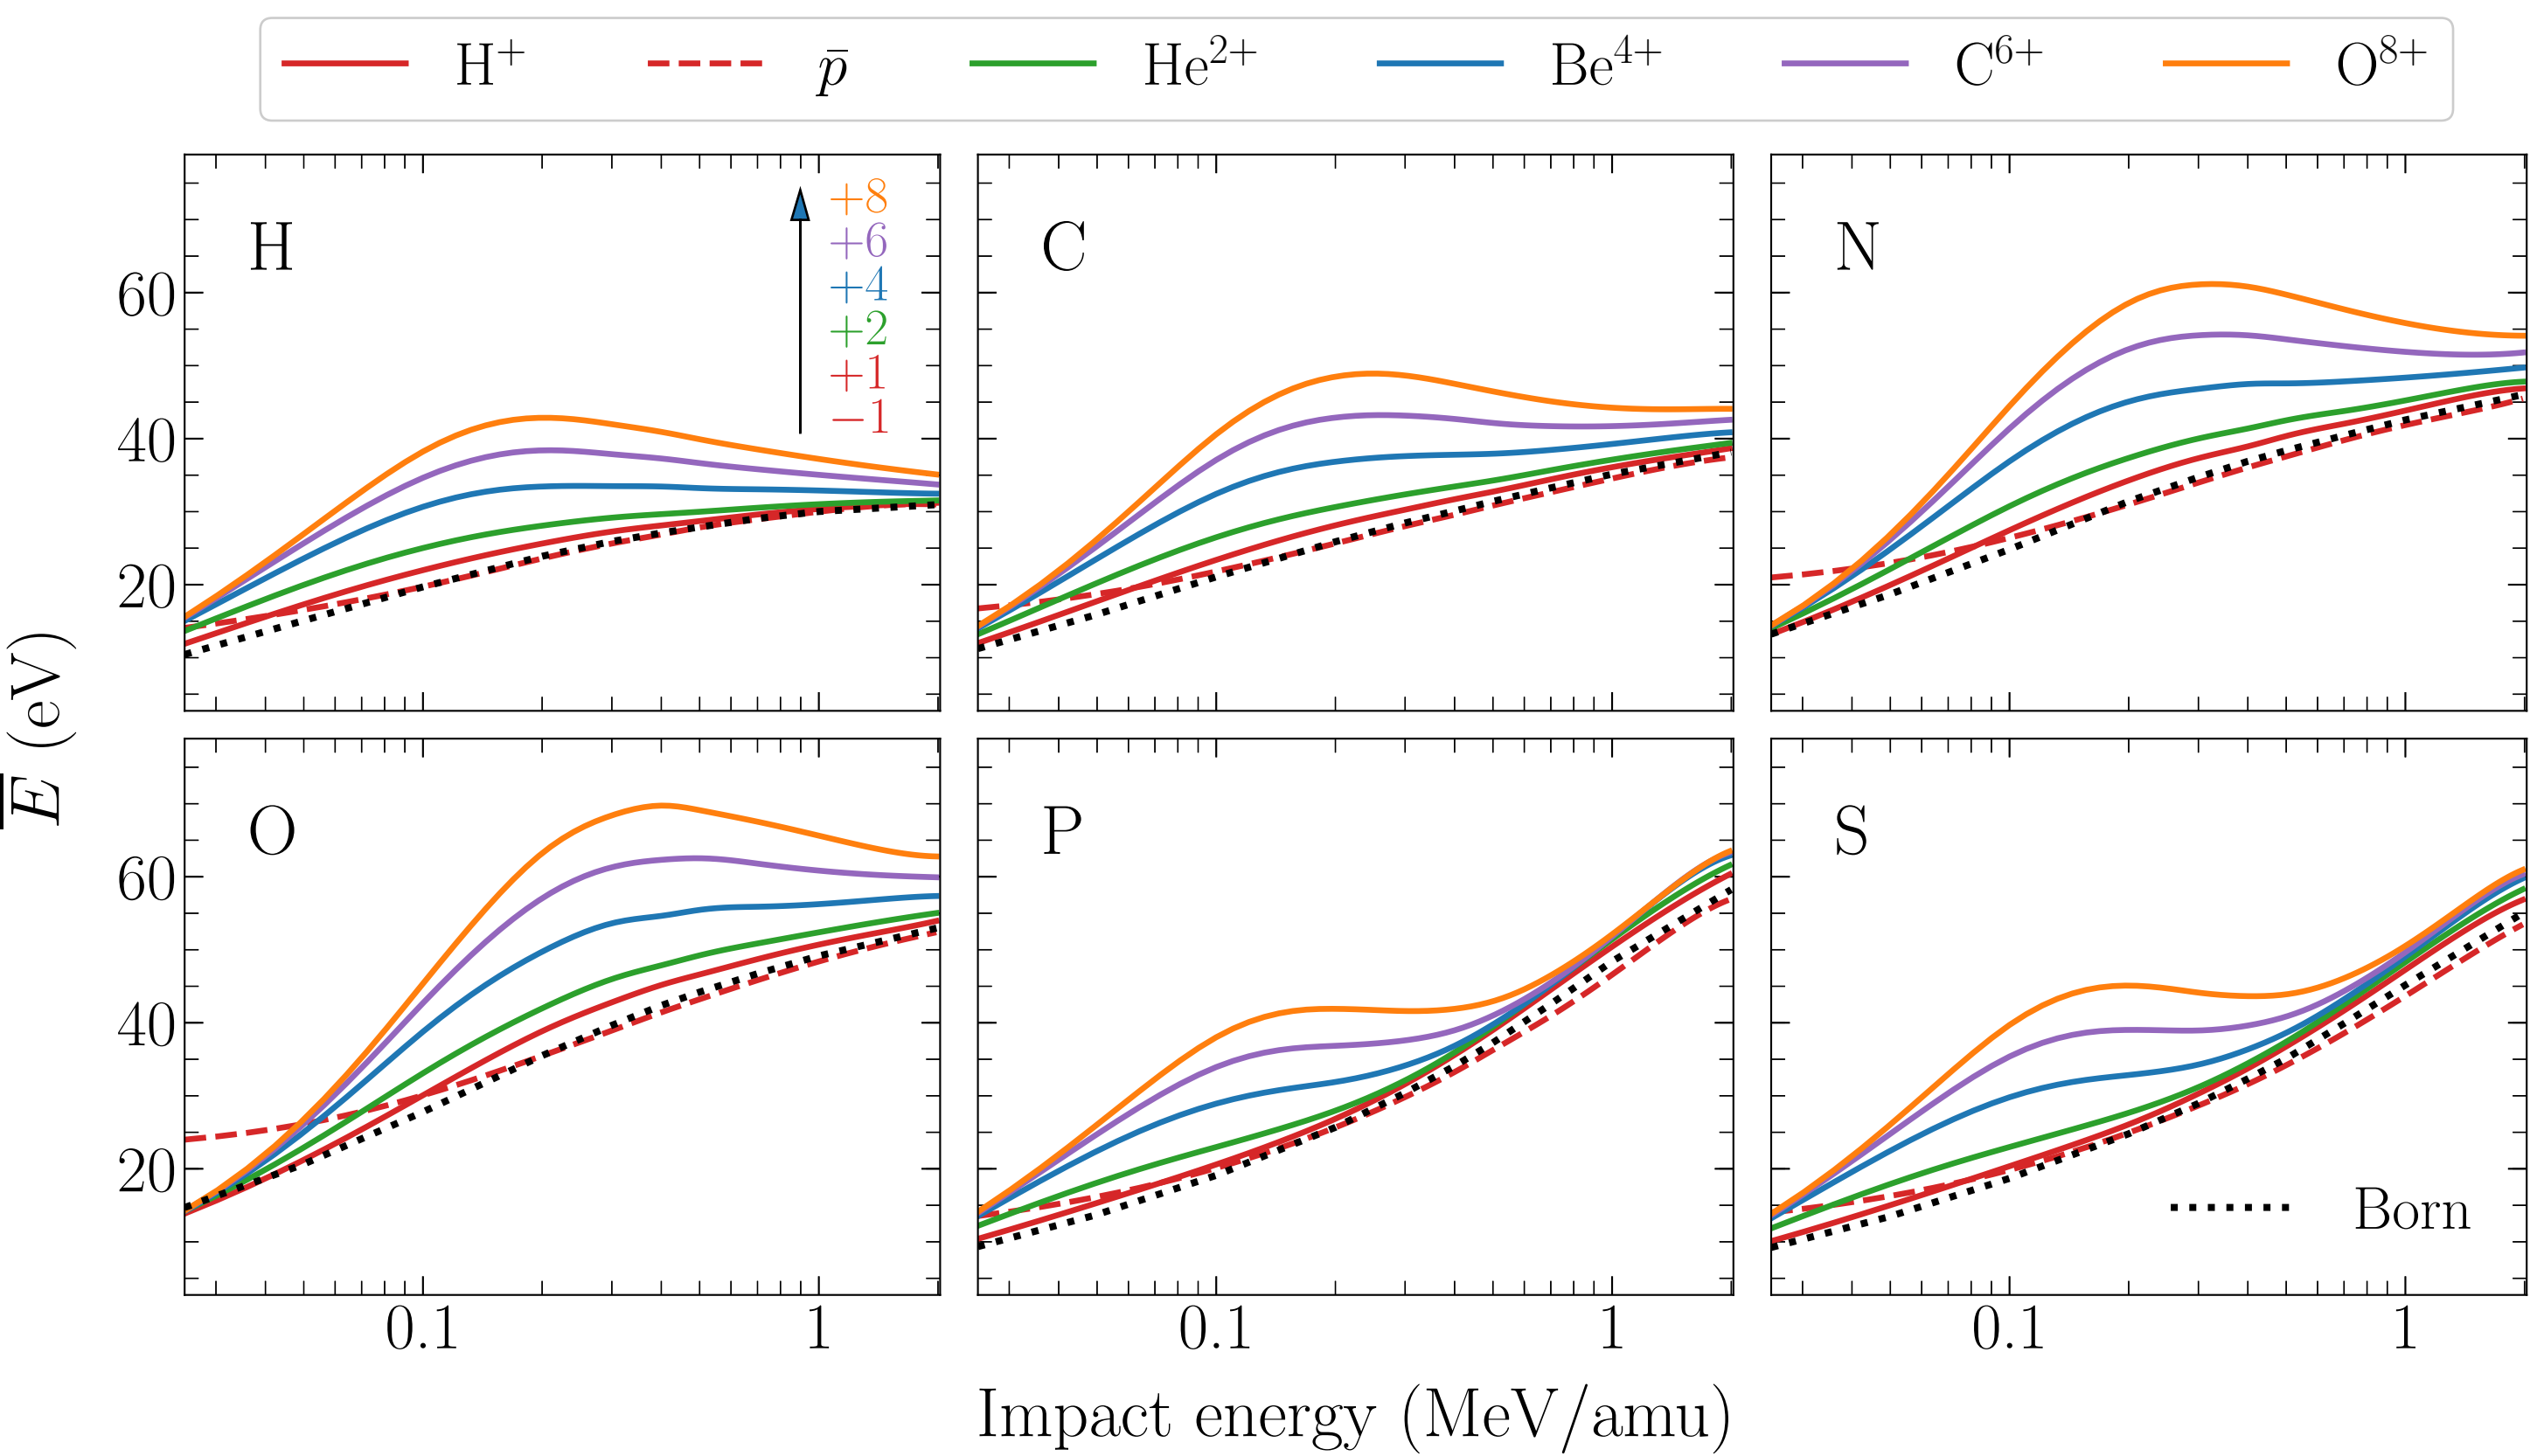 H⁺ p̄ He²⁺ Be⁴⁺ C⁶⁺ O⁸⁺
H
+8
+6
+4
+2
+1
−1
C
N
60
40
20
O
P
S
60
40
20
Born
0.1 1 0.1 1 0.1 1
E̅ (eV)
Impact energy (MeV/amu)